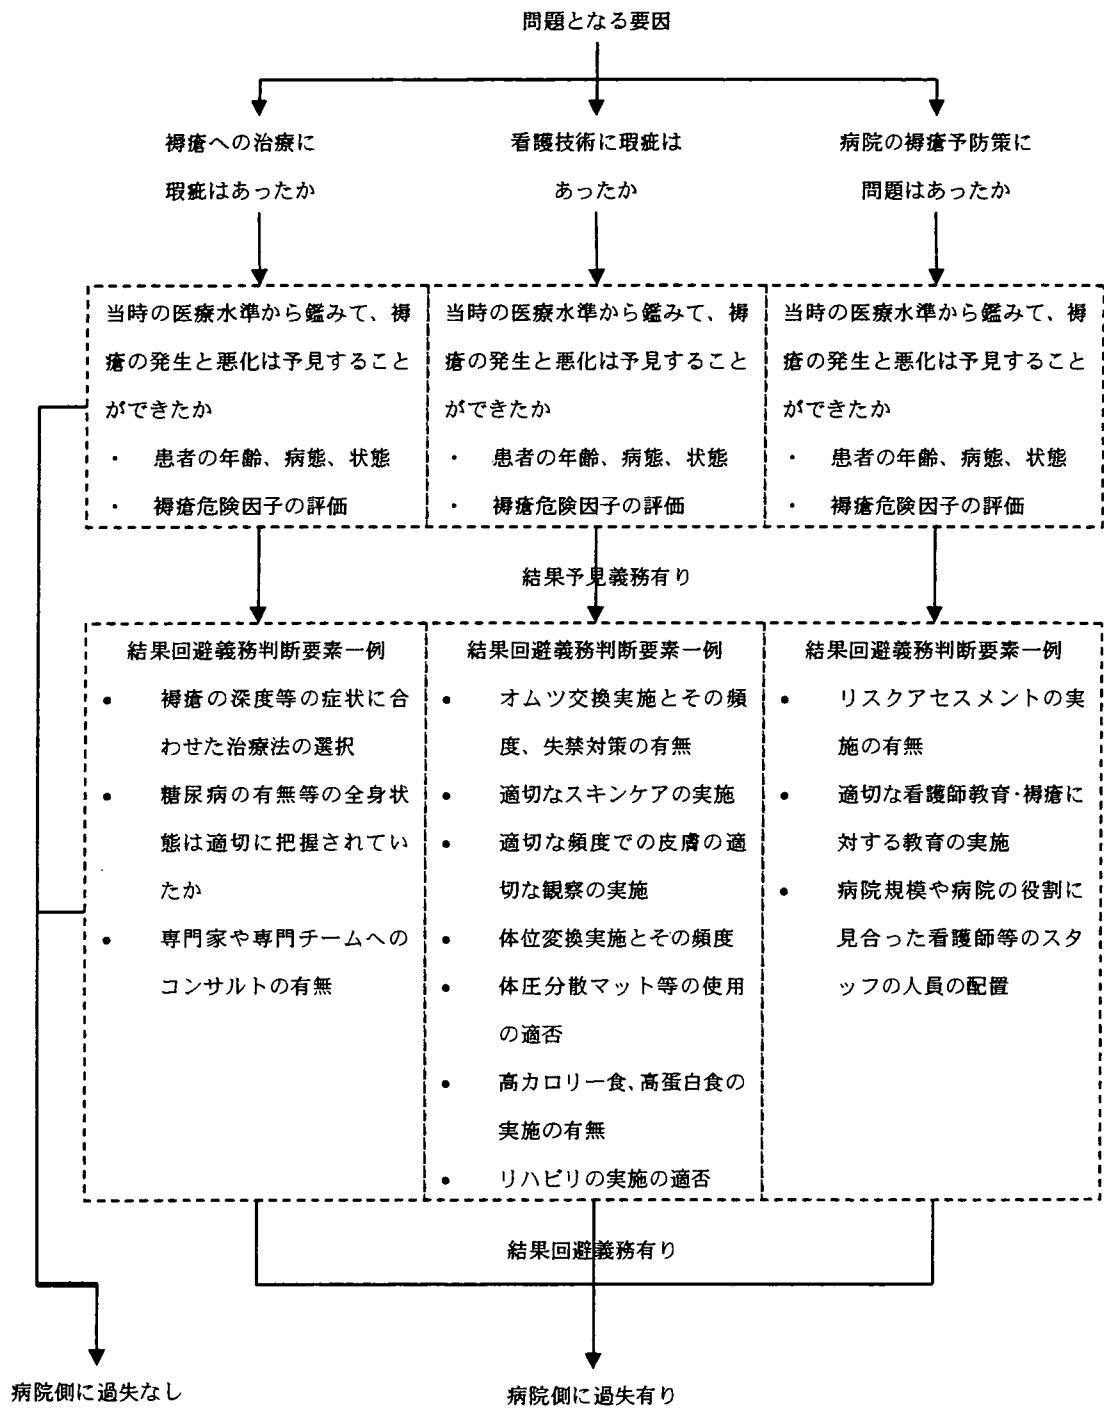 問題となる要因
褥瘡への治療に
瑕疵はあったか
看護技術に瑕疵は
あったか
病院の褥瘡予防策に
問題はあったか
当時の医療水準から鑑みて、褥
瘡の発生と悪化は予見すること
ができたか
・ 患者の年齢、病態、状態
・ 褥瘡危険因子の評価
当時の医療水準から鑑みて、褥
瘡の発生と悪化は予見すること
ができたか
・ 患者の年齢、病態、状態
・ 褥瘡危険因子の評価
当時の医療水準から鑑みて、褥
瘡の発生と悪化は予見すること
ができたか
・ 患者の年齢、病態、状態
・ 褥瘡危険因子の評価
結果予見義務有り
結果回避義務判断要素一例
● 褥瘡の深度等の症状に合
わせた治療法の選択
● 糖尿病の有無等の全身状
態は適切に把握されてい
たか
● 専門家や専門チームへの
コンサルトの有無
結果回避義務判断要素一例
● オムツ交換実施とその頻
度、失禁対策の有無
● 適切なスキンケアの実施
● 適切な頻度での皮膚の適
切な観察の実施
● 体位変換実施とその頻度
● 体圧分散マット等の使用
の適否
● 高カロリー食、高蛋白食の
実施の有無
● リハビリの実施の適否
結果回避義務判断要素一例
● リスクアセスメントの実
施の有無
● 適切な看護師教育・褥瘡に
対する教育の実施
● 病院規模や病院の役割に
見合った看護師等のスタ
ッフの人員の配置
結果回避義務有り
病院側に過失なし
病院側に過失有り